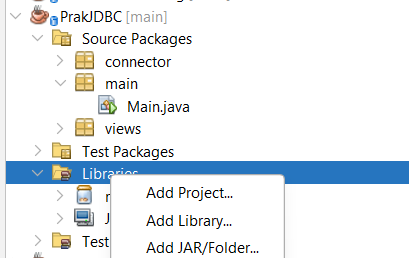 PrakJDBC [main]
Source Packages
connector
main
Main.java
views
Test Packages
Libraries
Add Project...
Add Library...
Add JAR/Folder...
Test